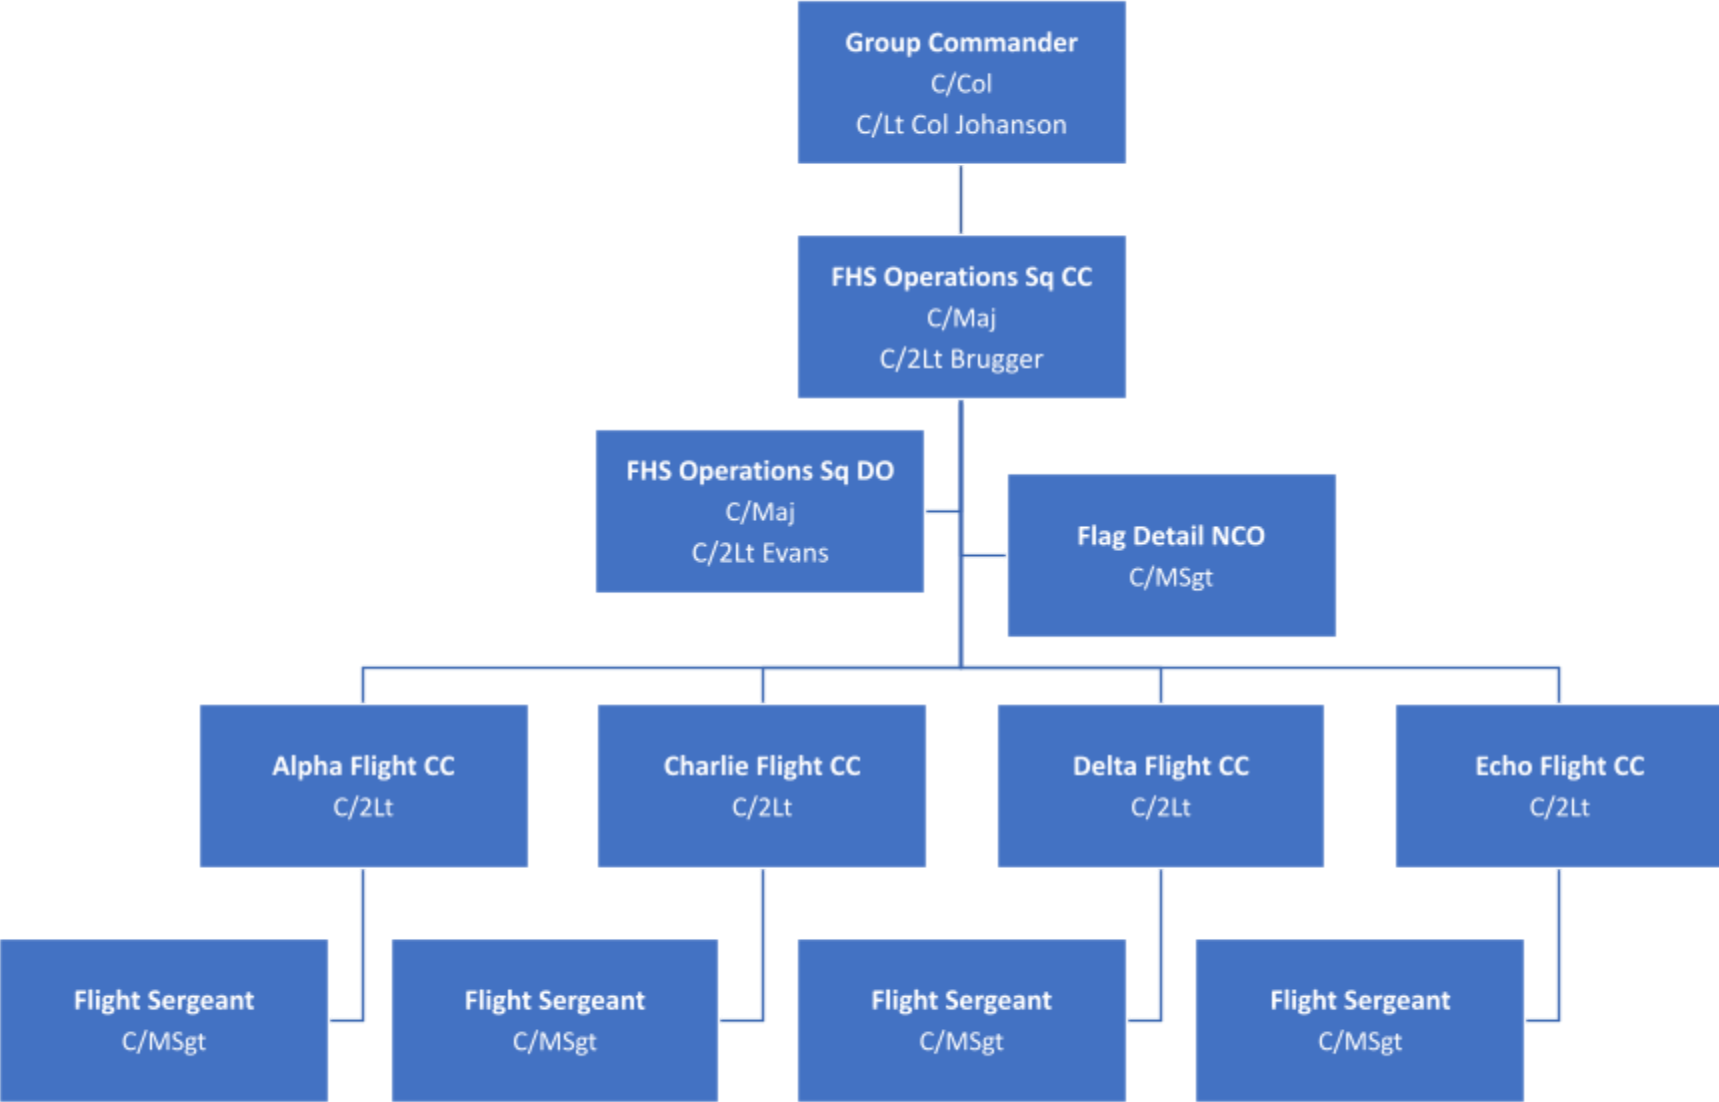 Group Commander
C/Col
C/Lt Col Johanson
FHS Operations Sq CC
C/Maj
C/2Lt Brugger
FHS Operations Sq DO
C/Maj
C/2Lt Evans
Flag Detail NCO
C/MSgt
Alpha Flight CC
C/2Lt
Charlie Flight CC
C/2Lt
Delta Flight CC
C/2Lt
Echo Flight CC
C/2Lt
Flight Sergeant
C/MSgt
Flight Sergeant
C/MSgt
Flight Sergeant
C/MSgt
Flight Sergeant
C/MSgt